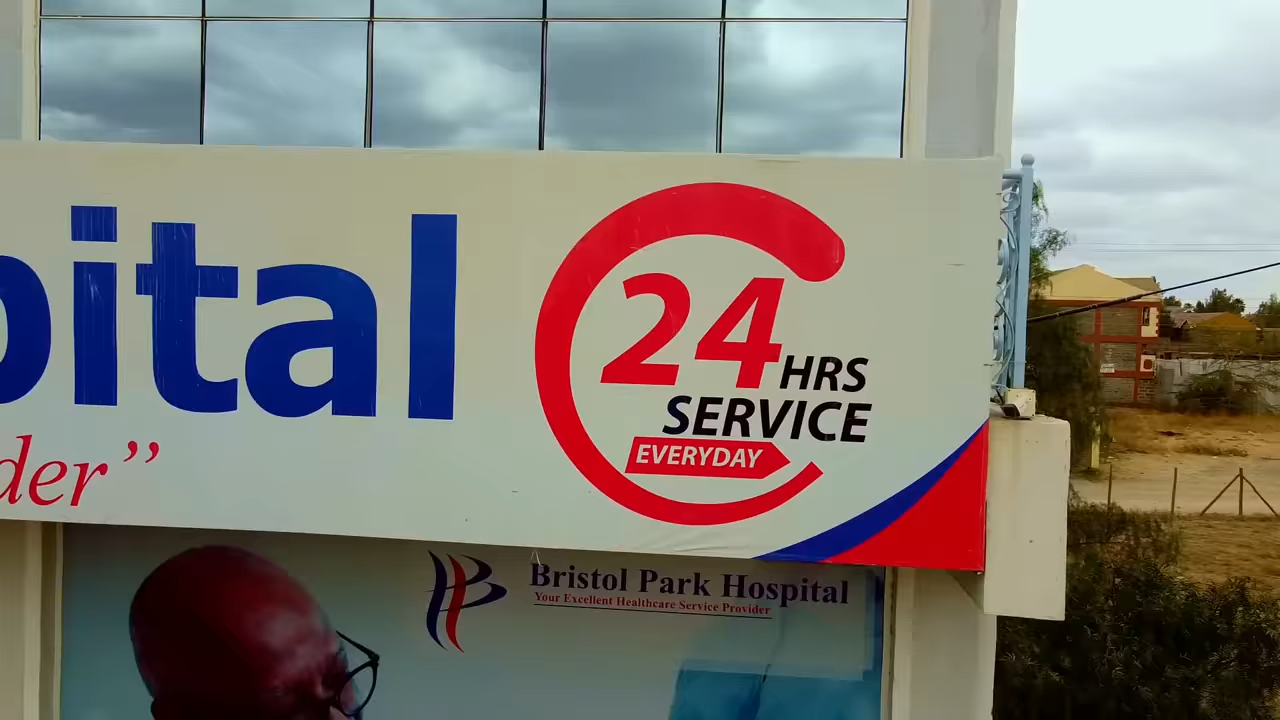 pital
der”
24 HRS
SERVICE
EVERYDAY
Bristol Park Hospital
Your Excellent Healthcare Service Provider